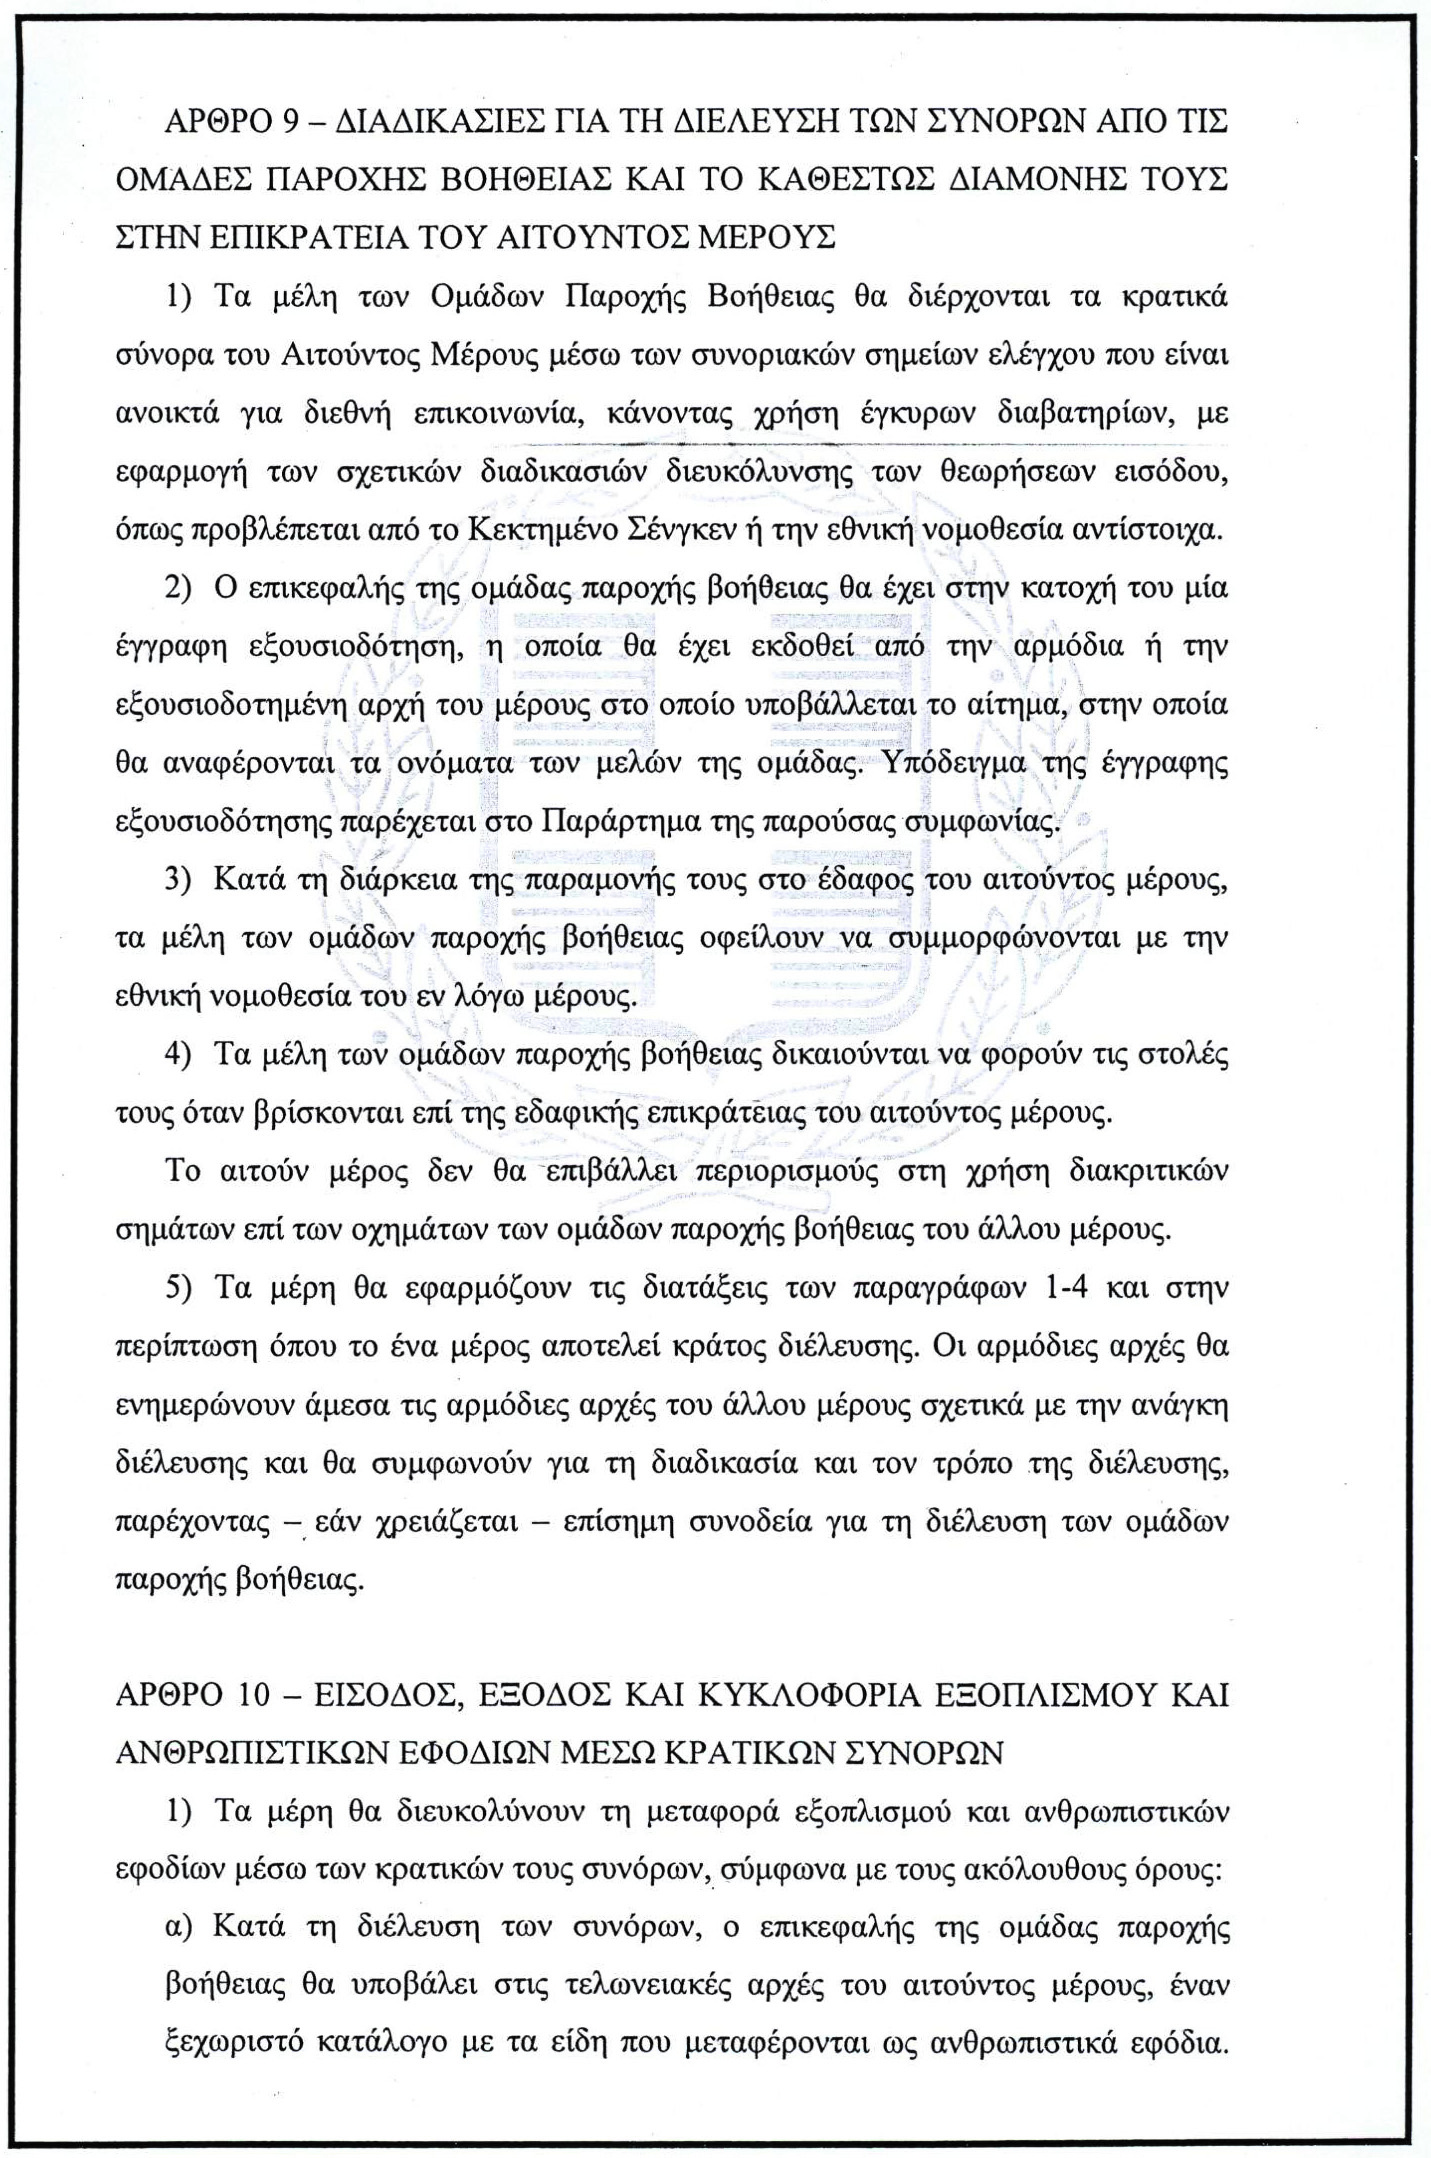 ΑΡΘΡΟ 9 – ΔΙΑΔΙΚΑΣΙΕΣ ΓΙΑ ΤΗ ΔΙΕΛΕΥΣΗ ΤΩΝ ΣΥΝΟΡΩΝ ΑΠΟ ΤΙΣ
ΟΜΑΔΕΣ ΠΑΡΟΧΗΣ ΒΟΗΘΕΙΑΣ ΚΑΙ ΤΟ ΚΑΘΕΣΤΩΣ ΔΙΑΜΟΝΗΣ ΤΟΥΣ
ΣΤΗΝ ΕΠΙΚΡΑΤΕΙΑ ΤΟΥ ΑΙΤΟΥΝΤΟΣ ΜΕΡΟΥΣ
1) Τα μέλη των Ομάδων Παροχής Βοήθειας θα διέρχονται τα κρατικά
σύνορα του Αιτούντος Μέρους μέσω των συνοριακών σημείων ελέγχου που είναι
ανοικτά για διεθνή επικοινωνία, κάνοντας χρήση έγκυρων διαβατηρίων, με
εφαρμογή των σχετικών διαδικασιών διευκόλυνσης των θεωρήσεων εισόδου,
όπως προβλέπεται από το Κεκτημένο Σένγκεν ή την εθνική νομοθεσία αντίστοιχα.
2) Ο επικεφαλής της ομάδας παροχής βοήθειας θα έχει στην κατοχή του μία
έγγραφη εξουσιοδότηση, η οποία θα έχει εκδοθεί από την αρμόδια ή την
εξουσιοδοτημένη αρχή του μέρους στο οποίο υποβάλλεται το αίτημα, στην οποία
θα αναφέρονται τα ονόματα των μελών της ομάδας. Υπόδειγμα της έγγραφης
εξουσιοδότησης παρέχεται στο Παράρτημα της παρούσας συμφωνίας.
3) Κατά τη διάρκεια της παραμονής τους στο έδαφος του αιτούντος μέρους,
τα μέλη των ομάδων παροχής βοήθειας οφείλουν να συμμορφώνονται με την
εθνική νομοθεσία του εν λόγω μέρους.
4) Τα μέλη των ομάδων παροχής βοήθειας δικαιούνται να φορούν τις στολές
τους όταν βρίσκονται επί της εδαφικής επικράτειας του αιτούντος μέρους.
Το αιτούν μέρος δεν θα επιβάλλει περιορισμούς στη χρήση διακριτικών
σημάτων επί των οχημάτων των ομάδων παροχής βοήθειας του άλλου μέρους.
5) Τα μέρη θα εφαρμόζουν τις διατάξεις των παραγράφων 1-4 και στην
περίπτωση όπου το ένα μέρος αποτελεί κράτος διέλευσης. Οι αρμόδιες αρχές θα
ενημερώνουν άμεσα τις αρμόδιες αρχές του άλλου μέρους σχετικά με την ανάγκη
διέλευσης και θα συμφωνούν για τη διαδικασία και τον τρόπο της διέλευσης,
παρέχοντας – εάν χρειάζεται – επίσημη συνοδεία για τη διέλευση των ομάδων
παροχής βοήθειας.
ΑΡΘΡΟ 10 – ΕΙΣΟΔΟΣ, ΕΞΟΔΟΣ ΚΑΙ ΚΥΚΛΟΦΟΡΙΑ ΕΞΟΠΛΙΣΜΟΥ ΚΑΙ
ΑΝΘΡΩΠΙΣΤΙΚΩΝ ΕΦΟΔΙΩΝ ΜΕΣΩ ΚΡΑΤΙΚΩΝ ΣΥΝΟΡΩΝ
1) Τα μέρη θα διευκολύνουν τη μεταφορά εξοπλισμού και ανθρωπιστικών
εφοδίων μέσω των κρατικών τους συνόρων, σύμφωνα με τους ακόλουθους όρους:
α) Κατά τη διέλευση των συνόρων, ο επικεφαλής της ομάδας παροχής
βοήθειας θα υποβάλει στις τελωνειακές αρχές του αιτούντος μέρους, έναν
ξεχωριστό κατάλογο με τα είδη που μεταφέρονται ως ανθρωπιστικά εφόδια.